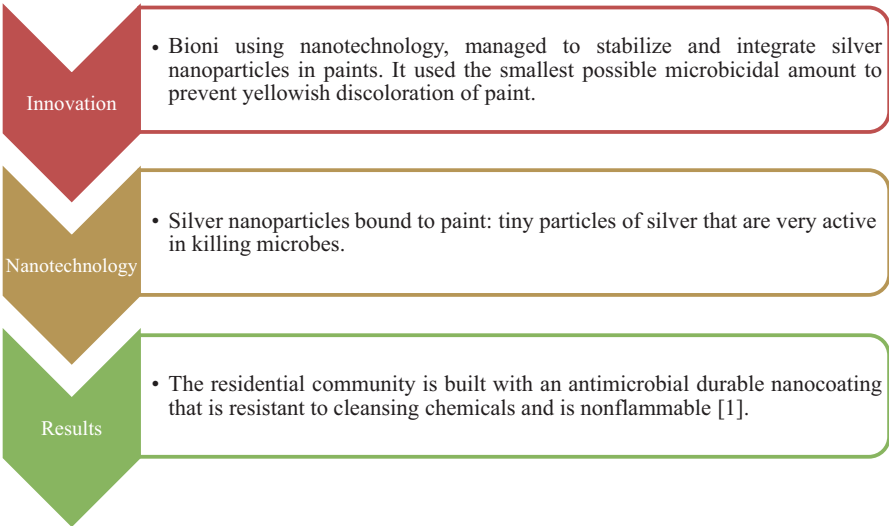 Innovation
• Bioni using nanotechnology, managed to stabilize and integrate silver
nanoparticles in paints. It used the smallest possible microbicidal amount to
prevent yellowish discoloration of paint.
Nanotechnology
• Silver nanoparticles bound to paint: tiny particles of silver that are very active
in killing microbes.
Results
• The residential community is built with an antimicrobial durable nanocoating
that is resistant to cleansing chemicals and is nonflammable [1].